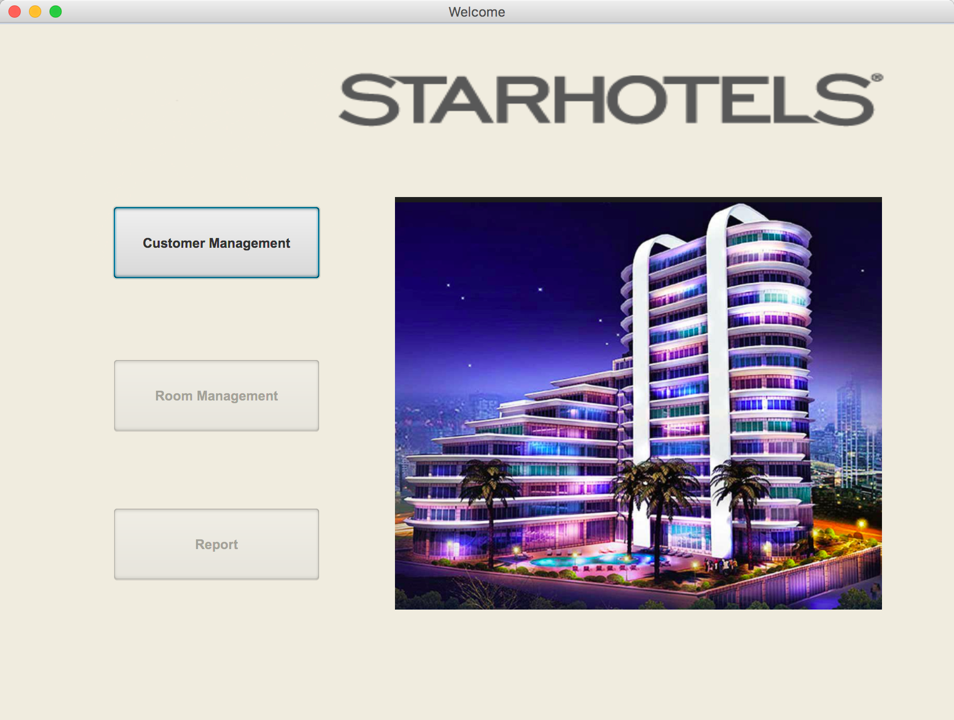 Welcome
STARHOTELS®
Customer Management
Room Management
Report